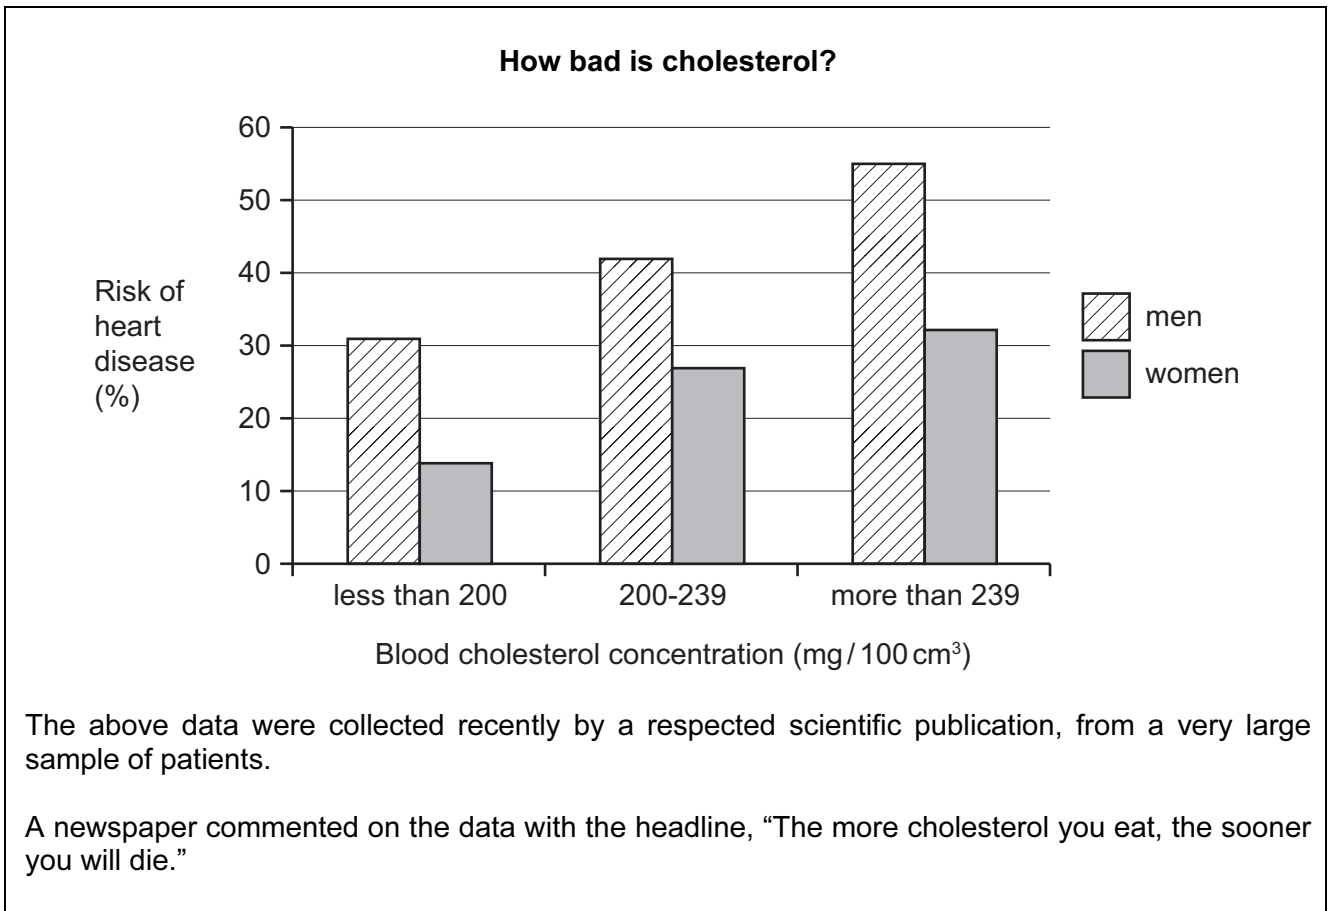 How bad is cholesterol?
60
50
40
30
20
10
0
Risk of
heart
disease
(%)
men
women
less than 200
200-239
more than 239
Blood cholesterol concentration (mg / 100 cm³)
The above data were collected recently by a respected scientific publication, from a very large
sample of patients.
A newspaper commented on the data with the headline, “The more cholesterol you eat, the sooner
you will die.”